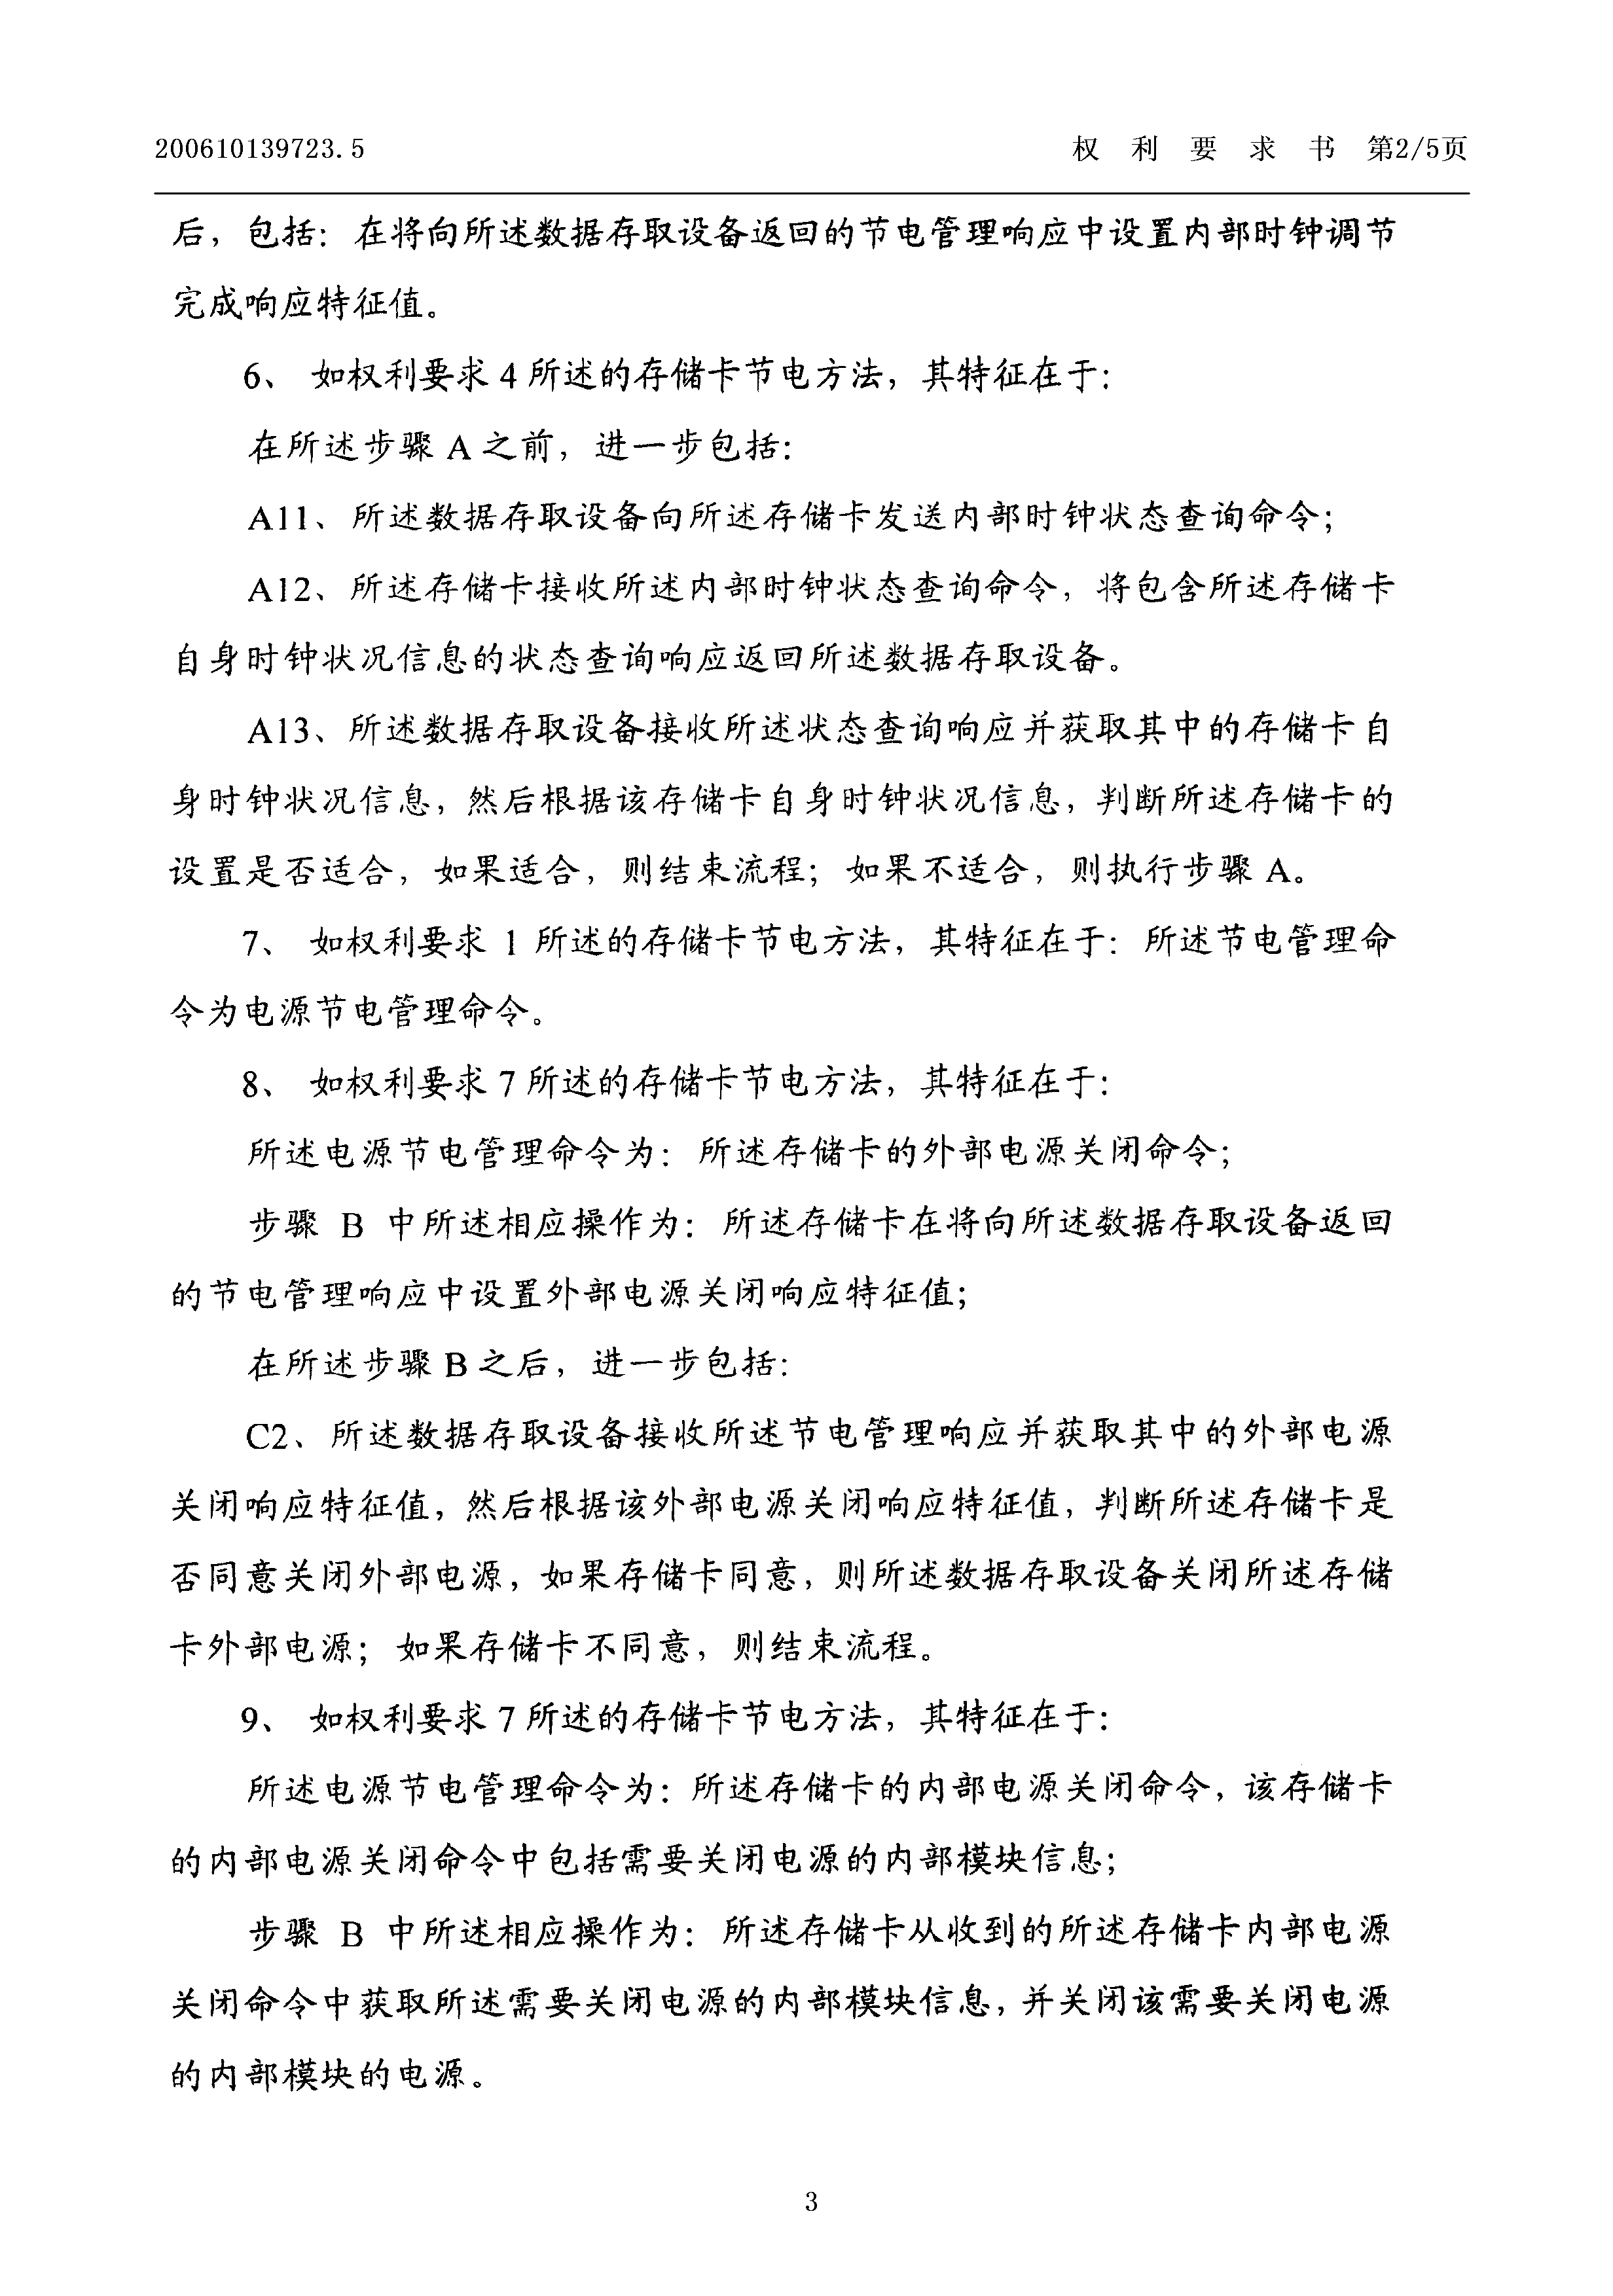 200610139723.5
权 利 要 求 书 第2/5页
后，包括：在将向所述数据存取设备返回的节电管理响应中设置内部时钟调节
完成响应特征值。
6、 如权利要求 4 所述的存储卡节电方法，其特征在于：
在所述步骤 A 之前，进一步包括：
A11、所述数据存取设备向所述存储卡发送内部时钟状态查询命令；
A12、所述存储卡接收所述内部时钟状态查询命令，将包含所述存储卡
自身时钟状况信息的状态查询响应返回所述数据存取设备。
A13、所述数据存取设备接收所述状态查询响应并获取其中的存储卡自
身时钟状况信息，然后根据该存储卡自身时钟状况信息，判断所述存储卡的
设置是否适合，如果适合，则结束流程；如果不适合，则执行步骤 A。
7、 如权利要求 1 所述的存储卡节电方法，其特征在于：所述节电管理命
令为电源节电管理命令。
8、 如权利要求 7 所述的存储卡节电方法，其特征在于：
所述电源节电管理命令为：所述存储卡的外部电源关闭命令；
步骤 B 中所述相应操作为：所述存储卡在将向所述数据存取设备返回
的节电管理响应中设置外部电源关闭响应特征值；
在所述步骤 B 之后，进一步包括：
C2、所述数据存取设备接收所述节电管理响应并获取其中的外部电源
关闭响应特征值，然后根据该外部电源关闭响应特征值，判断所述存储卡是
否同意关闭外部电源，如果存储卡同意，则所述数据存取设备关闭所述存储
卡外部电源；如果存储卡不同意，则结束流程。
9、 如权利要求 7 所述的存储卡节电方法，其特征在于：
所述电源节电管理命令为：所述存储卡的内部电源关闭命令，该存储卡
的内部电源关闭命令中包括需要关闭电源的内部模块信息；
步骤 B 中所述相应操作为：所述存储卡从收到的所述存储卡内部电源
关闭命令中获取所述需要关闭电源的内部模块信息，并关闭该需要关闭电源
的内部模块的电源。
3